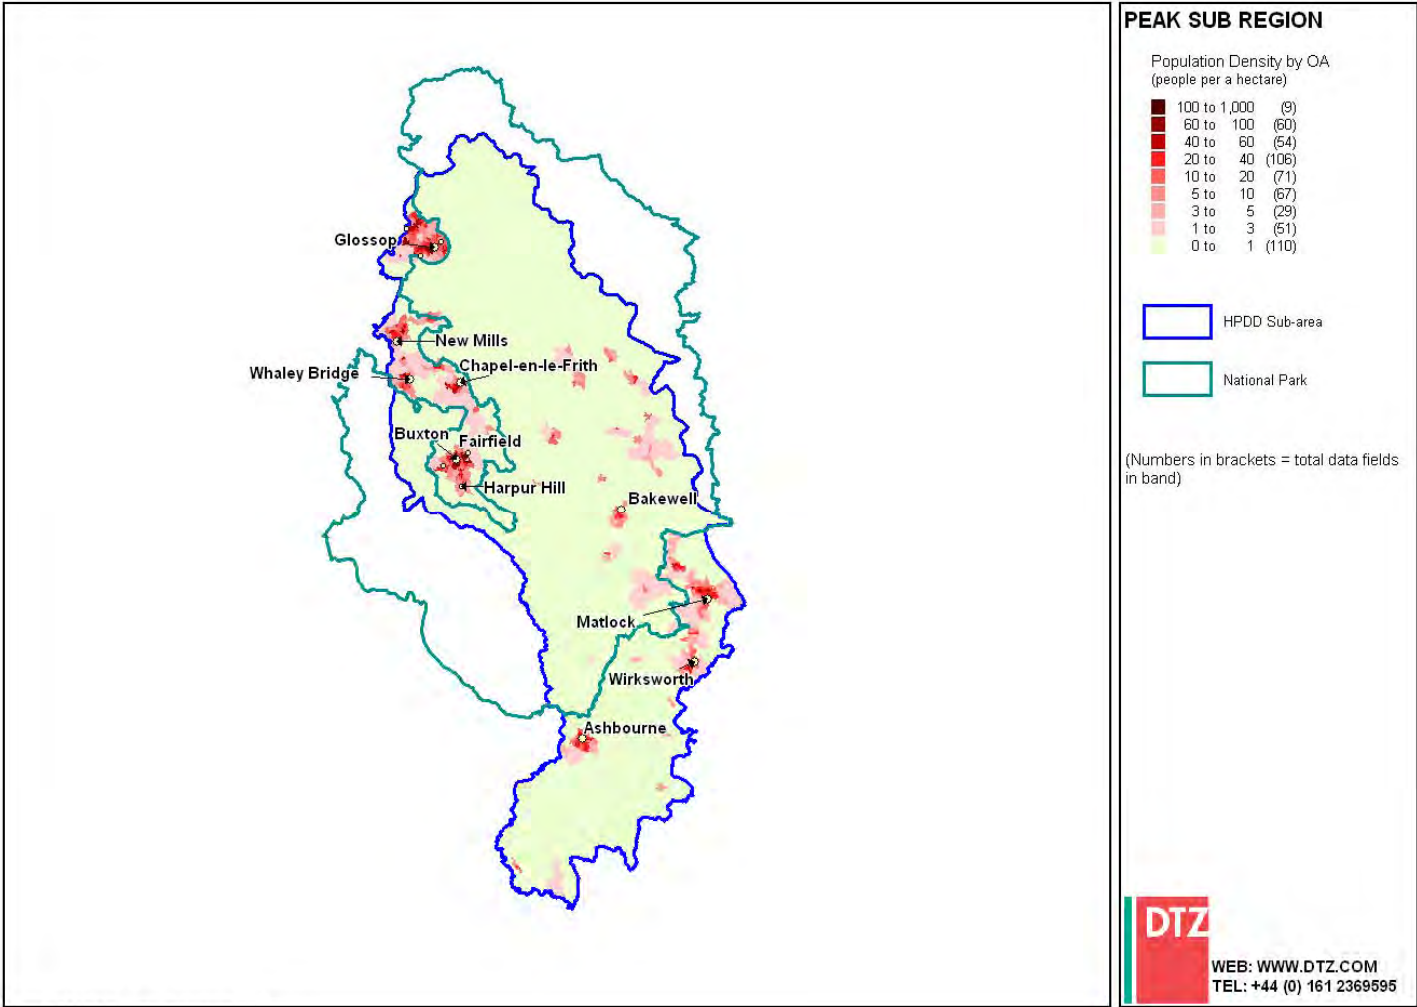 PEAK SUB REGION
Population Density by OA
(people per a hectare)
100 to 1,000 (9)
60 to 100 (60)
40 to 60 (54)
20 to 40 (106)
10 to 20 (71)
5 to 10 (67)
3 to 5 (29)
1 to 3 (51)
0 to 1 (110)
HPDD Sub-area
National Park
(Numbers in brackets = total data fields
in band)
Glossop
New Mills
Chapel-en-le-Frith
Whaley Bridge
Buxton
Fairfield
Harpur Hill
Bakewell
Matlock
Wirksworth
Ashbourne
DTZ
WEB: WWW.DTZ.COM
TEL: +44 (0) 161 2369595